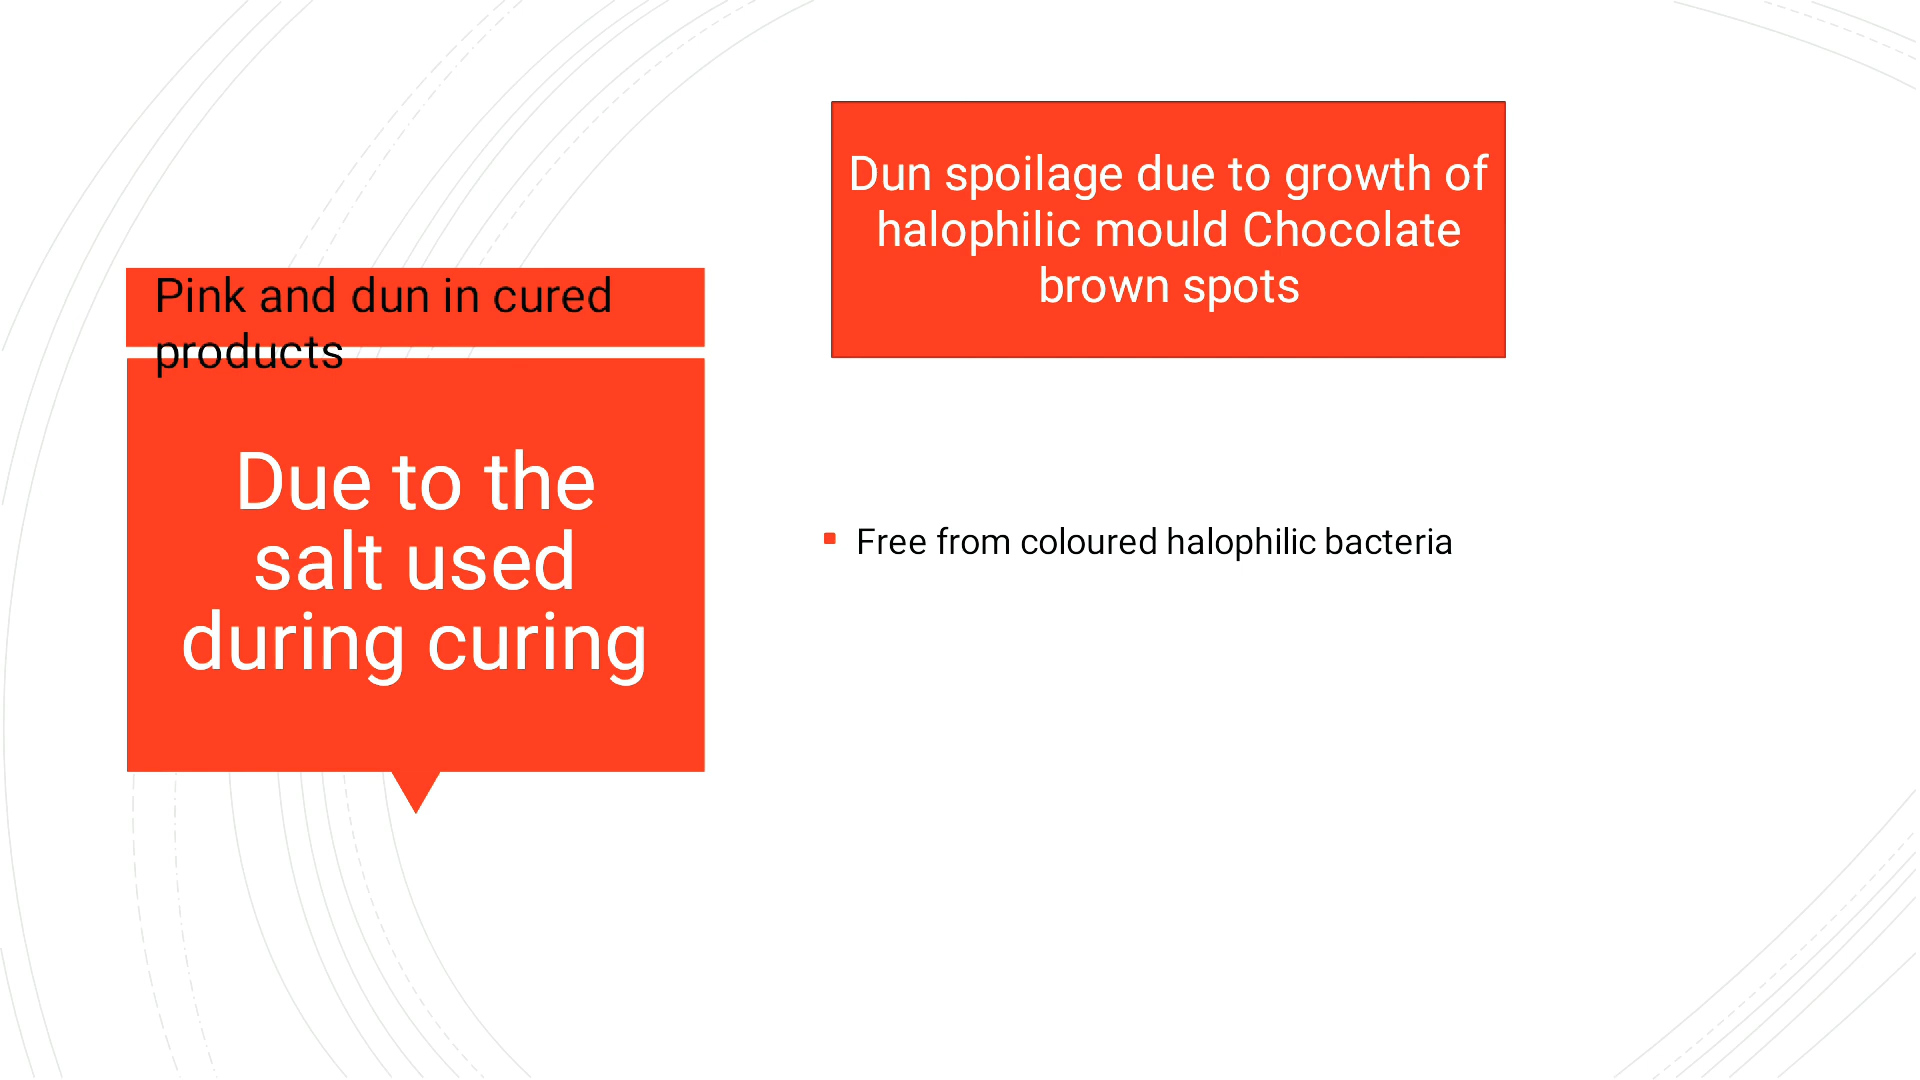 Pink and dun in cured
products
Due to the
salt used
during curing
Dun spoilage due to growth of
halophilic mould Chocolate
brown spots
Free from coloured halophilic bacteria